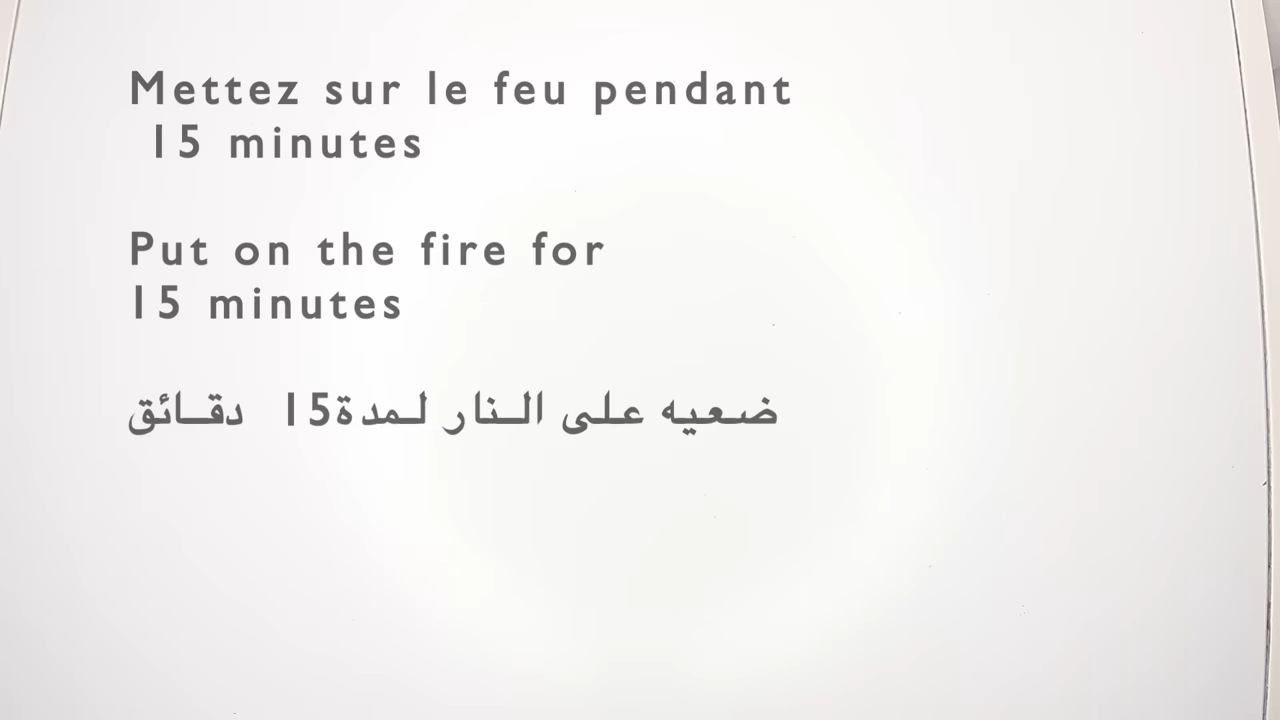 Mettez sur le feu pendant
15 minutes
Put on the fire for
15 minutes
ضعيه على النار لمدة15 دقائق